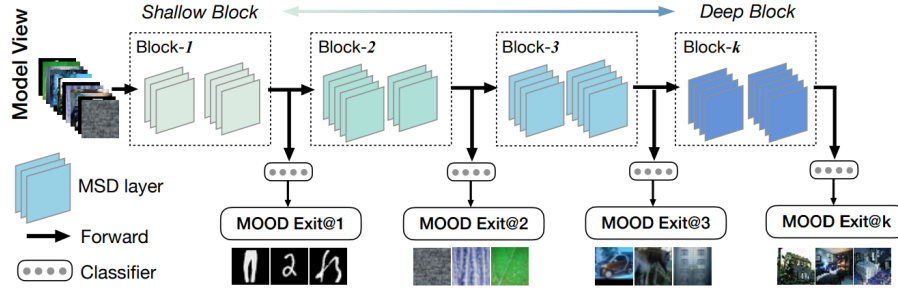 Shallow Block
Deep Block
Model View
Block-1
Block-2
Block-3
Block-k
MSD layer
Forward
Classifier
MOOD Exit@1
MOOD Exit@2
MOOD Exit@3
MOOD Exit@k